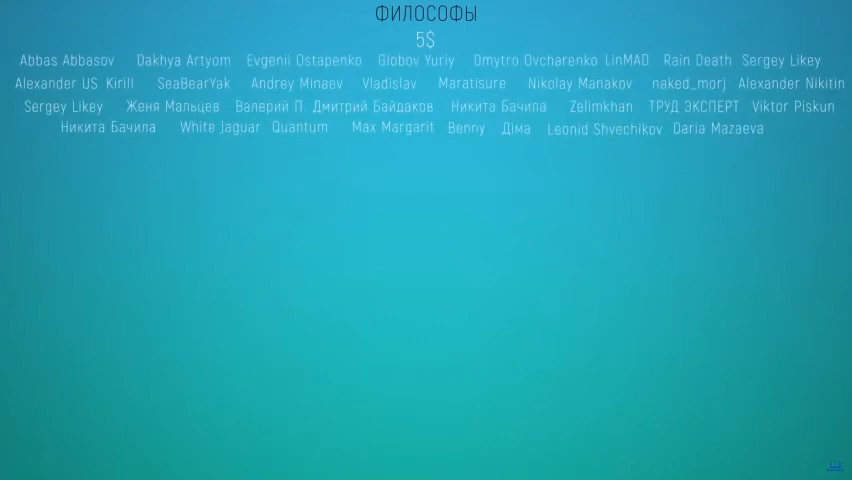 ФИЛОСОФЫ
5$
Abbas Abbasov Dakhya Artyom Evgenii Ostapenko Globov Yuriy Dmytro Ovcharenko LinMAD Rain Death Sergey Likey
Alexander US Kirill SeaBearYak Andrey Minaev Vladislav Maratisure Nikolay Manakov naked_morj Alexander Nikitin
Sergey Likey Женя Мальцев Валерий П. Дмитрий Байдаков Никита Бачила Zelimkhan ТРУД ЭКСПЕРТ Viktor Piskun
Никита Бачила White Jaguar Quantum Max Margarit Benny Діма Leonid Shvechikov Daria Mazaeva